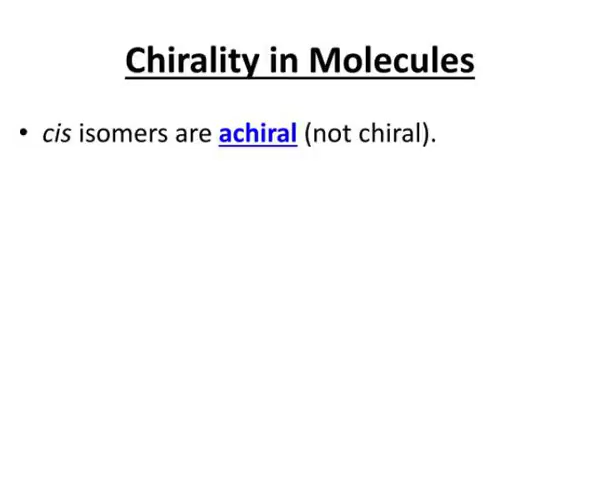 Chirality in Molecules
• cis isomers are achiral (not chiral).